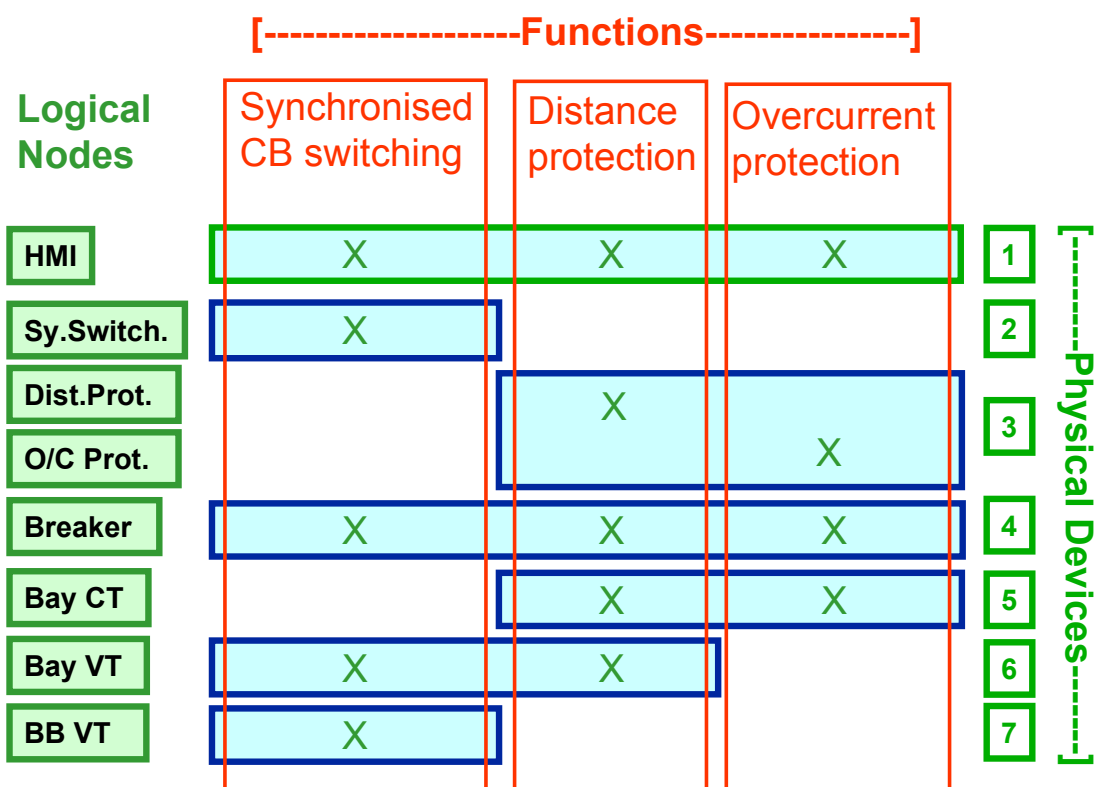 [--------------------Functions----------------]
Logical
Nodes
Synchronised
CB switching
Distance
protection
Overcurrent
protection
HMI X X X 1
Sy.Switch. X 2
Dist.Prot. X
3
O/C Prot. X
Breaker X X X 4
Bay CT X X 5
Bay VT X X 6
BB VT X 7
[---------Physical Devices-------]